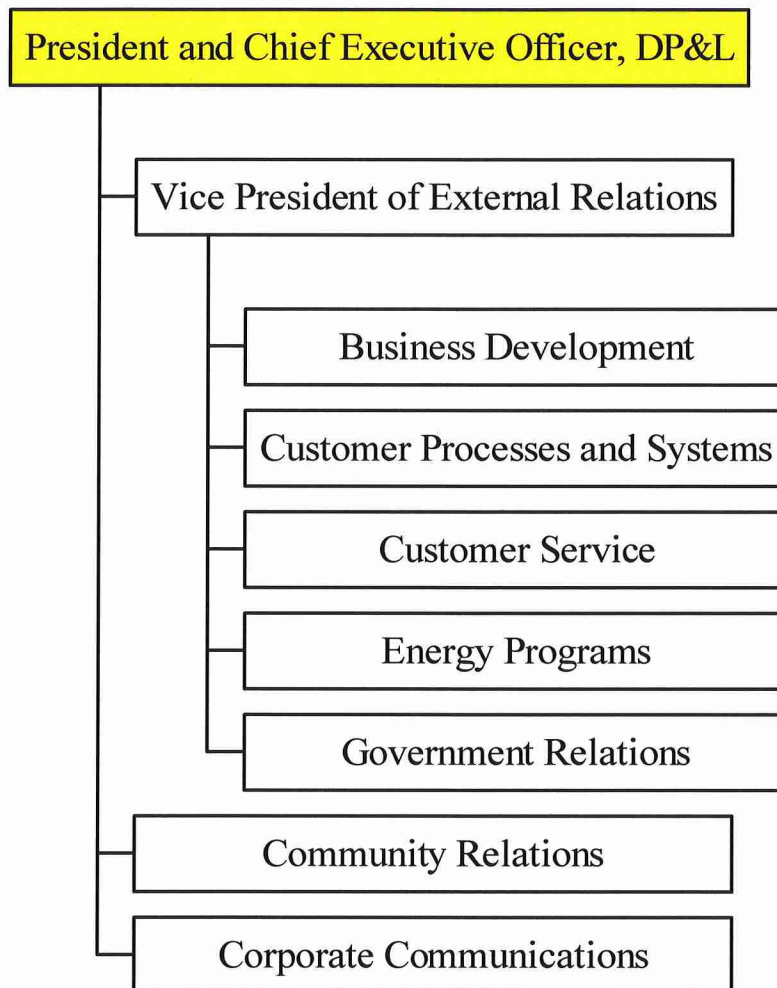 President and Chief Executive Officer, DP&L
Vice President of External Relations
Business Development
Customer Processes and Systems
Customer Service
Energy Programs
Government Relations
Community Relations
Corporate Communications